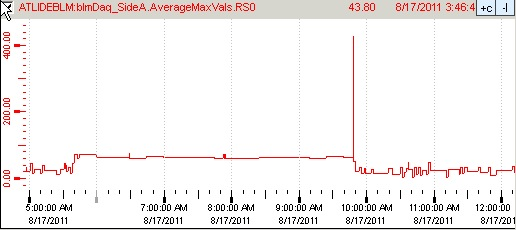 ATLIDEBLM:blmDaq_SideA.AverageMaxVals.RS0 43.80 8/17/2011 3:46:4 +c -l
400.00
200.00
0.00
5:00:00 AM 7:00:00 AM 8:00:00 AM 9:00:00 AM 10:00:00 AM 11:00:00 AM 12:00:00
8/17/2011 8/17/2011 8/17/2011 8/17/2011 8/17/2011 8/17/2011 8/17/2011